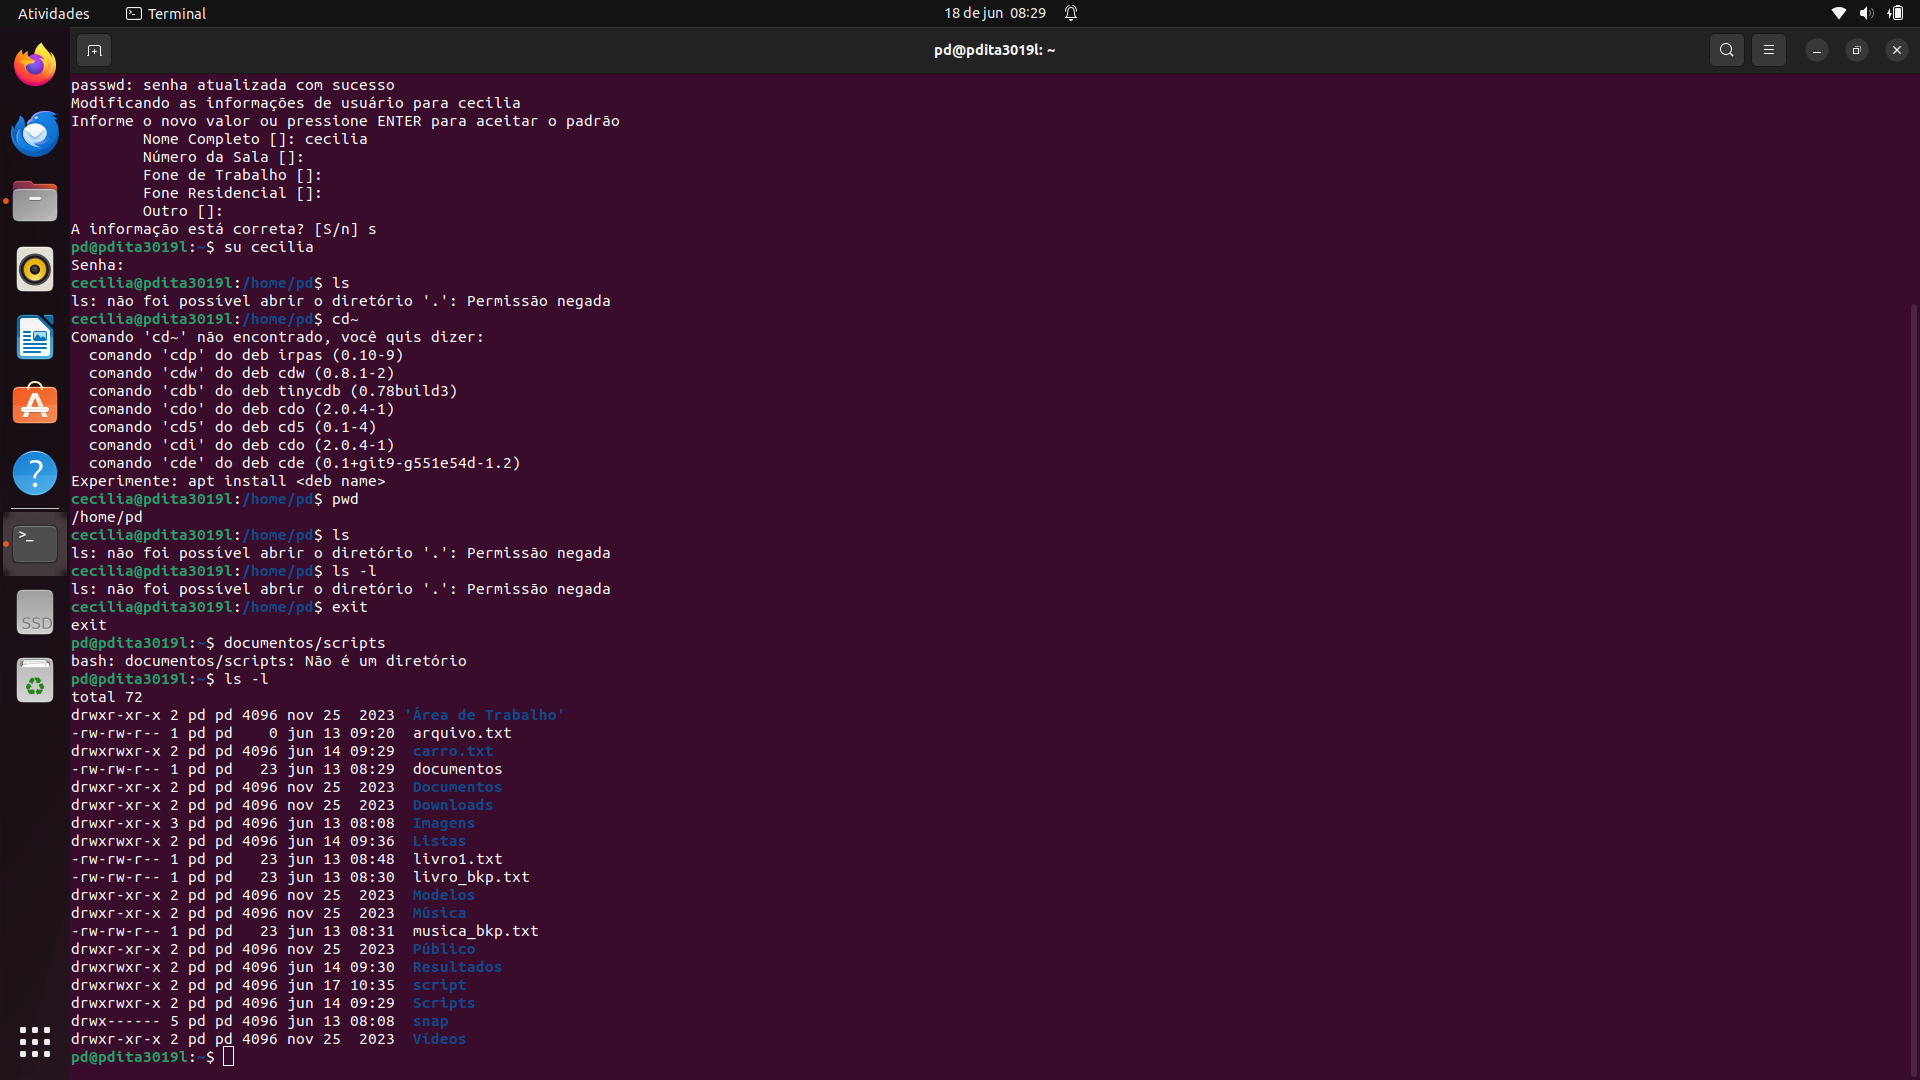 Atividades
Terminal
18 de jun 08:29
pd@pdita3019l: ~
passwd: senha atualizada com sucesso
Modificando as informações de usuário para cecilia
Informe o novo valor ou pressione ENTER para aceitar o padrão
Nome Completo []: cecilia
Número da Sala []:
Fone de Trabalho []:
Fone Residencial []:
Outro []:
A informação está correta? [S/n] s
pd@pdita3019l:~$ su cecilia
Senha:
cecilia@pdita3019l:/home/pd$ ls
ls: não foi possível abrir o diretório '.': Permissão negada
cecilia@pdita3019l:/home/pd$ cd~
Comando 'cd~' não encontrado, você quis dizer:
comando 'cdp' do deb irpas (0.10-9)
comando 'cdw' do deb cdw (0.8.1-2)
comando 'cdb' do deb tinycdb (0.78build3)
comando 'cdo' do deb cdo (2.0.4-1)
comando 'cd5' do deb cd5 (0.1-4)
comando 'cdi' do deb cdo (2.0.4-1)
comando 'cde' do deb cde (0.1+git9-g551e54d-1.2)
Experimente: apt install <deb name>
cecilia@pdita3019l:/home/pd$ pwd
/home/pd
cecilia@pdita3019l:/home/pd$ ls
ls: não foi possível abrir o diretório '.': Permissão negada
cecilia@pdita3019l:/home/pd$ ls -l
ls: não foi possível abrir o diretório '.': Permissão negada
cecilia@pdita3019l:/home/pd$ exit
exit
pd@pdita3019l:~$ documentos/scripts
bash: documentos/scripts: Não é um diretório
pd@pdita3019l:~$ ls -l
total 72
drwxr-xr-x 2 pd pd 4096 nov 25  2023 'Área de Trabalho'
-rw-rw-r-- 1 pd pd    0 jun 13 09:20  arquivo.txt
drwxrwxr-x 2 pd pd 4096 jun 14 09:29  carro.txt
-rw-rw-r-- 1 pd pd   23 jun 13 08:29  documentos
drwxr-xr-x 2 pd pd 4096 nov 25  2023  Documentos
drwxr-xr-x 2 pd pd 4096 nov 25  2023  Downloads
drwxr-xr-x 3 pd pd 4096 jun 13 08:08  Imagens
drwxrwxr-x 2 pd pd 4096 jun 14 09:36  Listas
-rw-rw-r-- 1 pd pd   23 jun 13 08:48  livro1.txt
-rw-rw-r-- 1 pd pd   23 jun 13 08:30  livro_bkp.txt
drwxr-xr-x 2 pd pd 4096 nov 25  2023  Modelos
drwxr-xr-x 2 pd pd 4096 nov 25  2023  Música
-rw-rw-r-- 1 pd pd   23 jun 13 08:31  musica_bkp.txt
drwxr-xr-x 2 pd pd 4096 nov 25  2023  Público
drwxrwxr-x 2 pd pd 4096 jun 14 09:30  Resultados
drwxrwxr-x 2 pd pd 4096 jun 17 10:35  script
drwxrwxr-x 2 pd pd 4096 jun 14 09:29  Scripts
drwx------ 5 pd pd 4096 jun 13 08:08  snap
drwxr-xr-x 2 pd pd 4096 nov 25  2023  Vídeos
pd@pdita3019l:~$
SSD